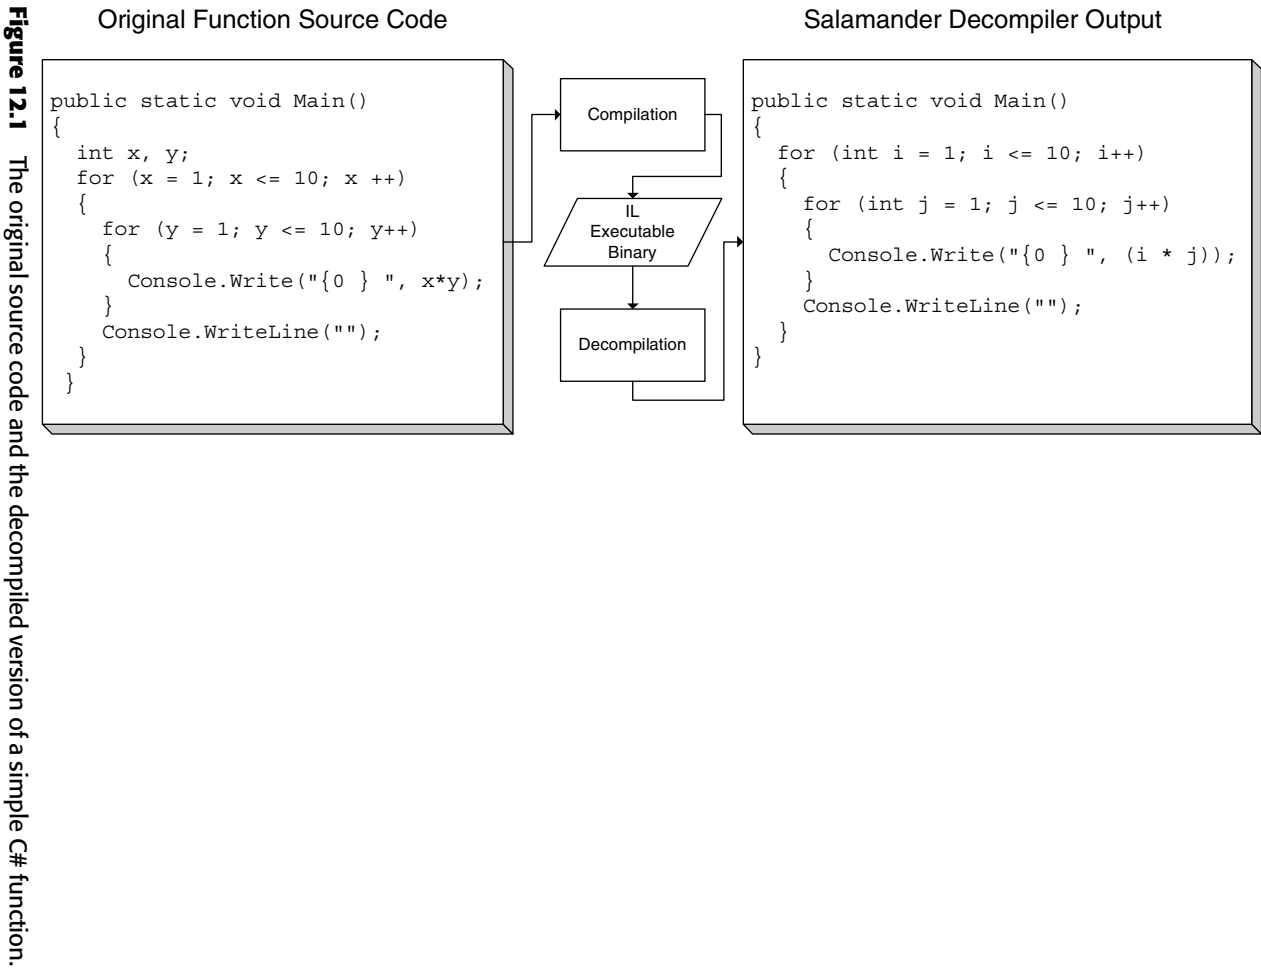 Original Function Source Code
public static void Main()
{
int x, y;
for (x = 1; x <= 10; x ++)
{
for (y = 1; y <= 10; y++)
{
Console.Write("{0 } ", x*y);
}
Console.WriteLine("");
}
}
Compilation
IL
Executable
Binary
Decompilation
Salamander Decompiler Output
public static void Main()
{
for (int i = 1; i <= 10; i++)
{
for (int j = 1; j <= 10; j++)
{
Console.Write("{0 } ", (i * j));
}
Console.WriteLine("");
}
}
Figure 12.1 The original source code and the decompiled version of a simple C# function.